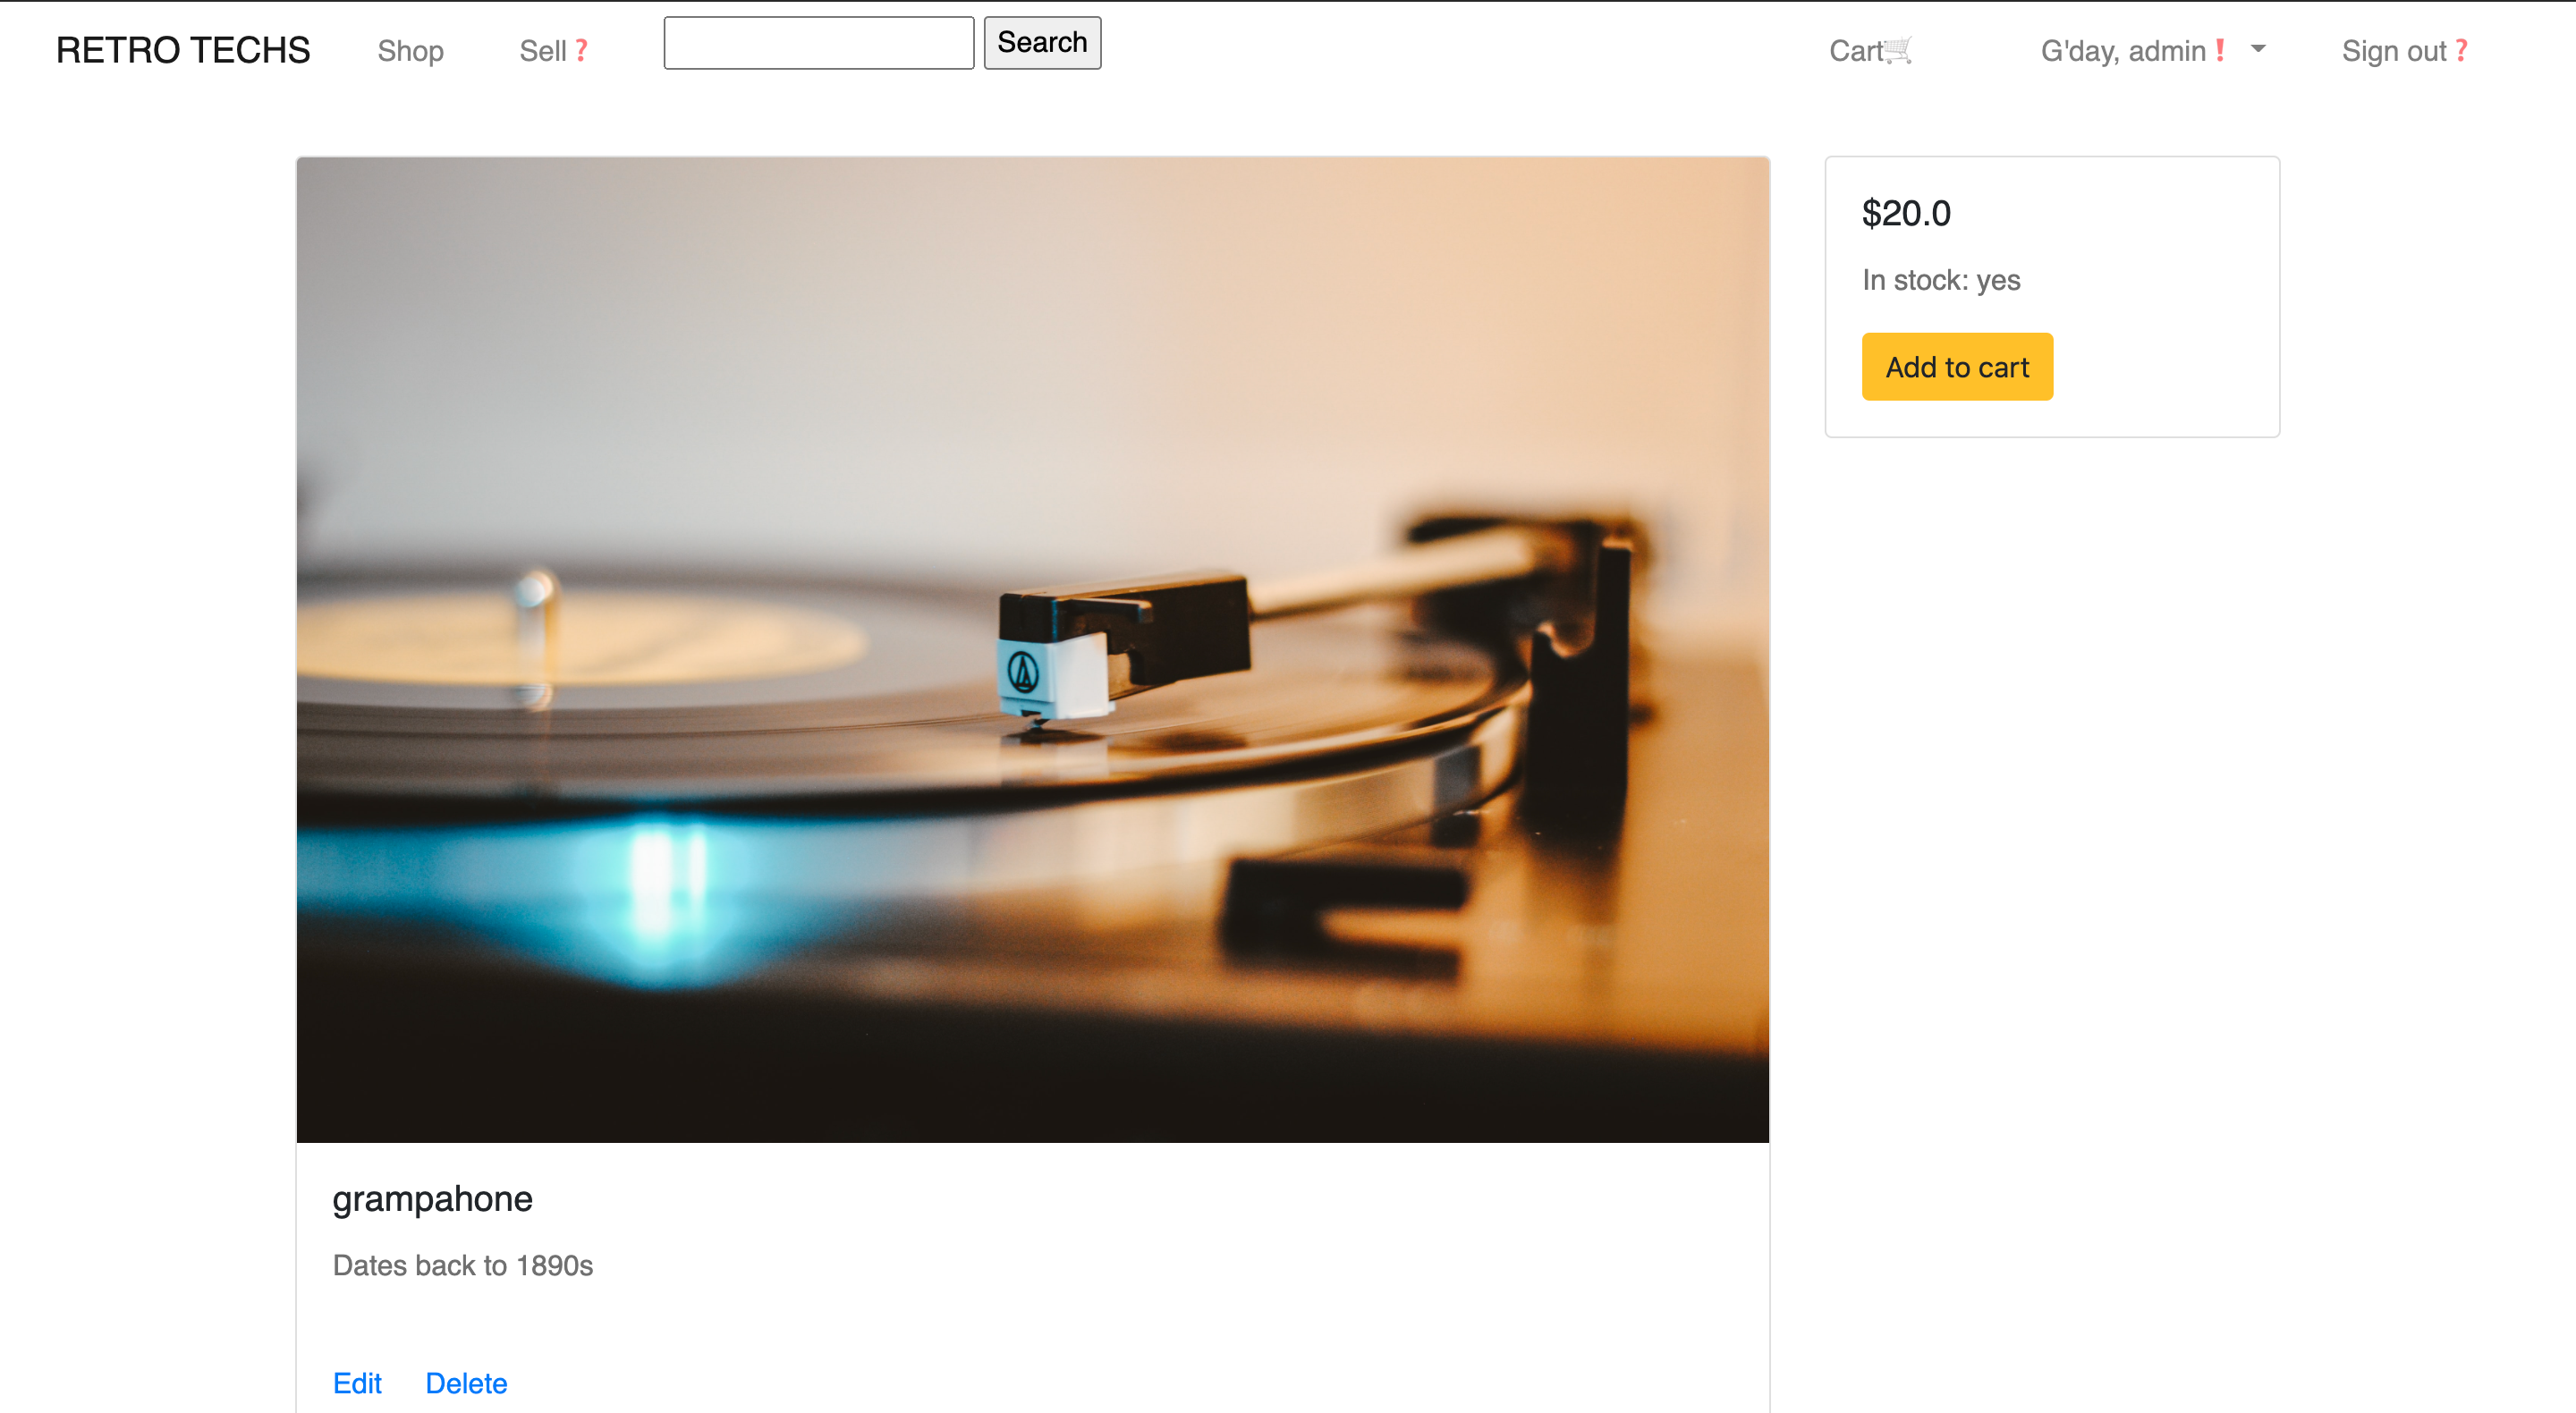 RETRO TECHS Shop Sell❓ Search Cart🛒 G'day, admin❗ Sign out❓
$20.0
In stock: yes
Add to cart
grampahone
Dates back to 1890s
Edit Delete